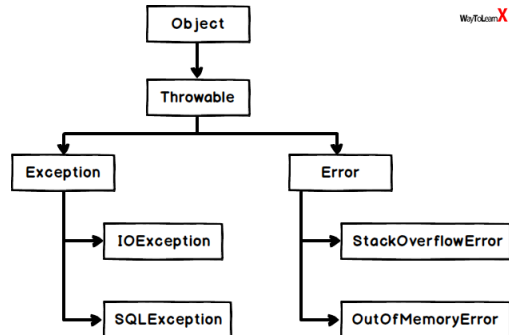 Object
WayToLearnX
Throwable
Exception
Error
IOException
StackOverflowError
SQLException
OutOfMemoryError